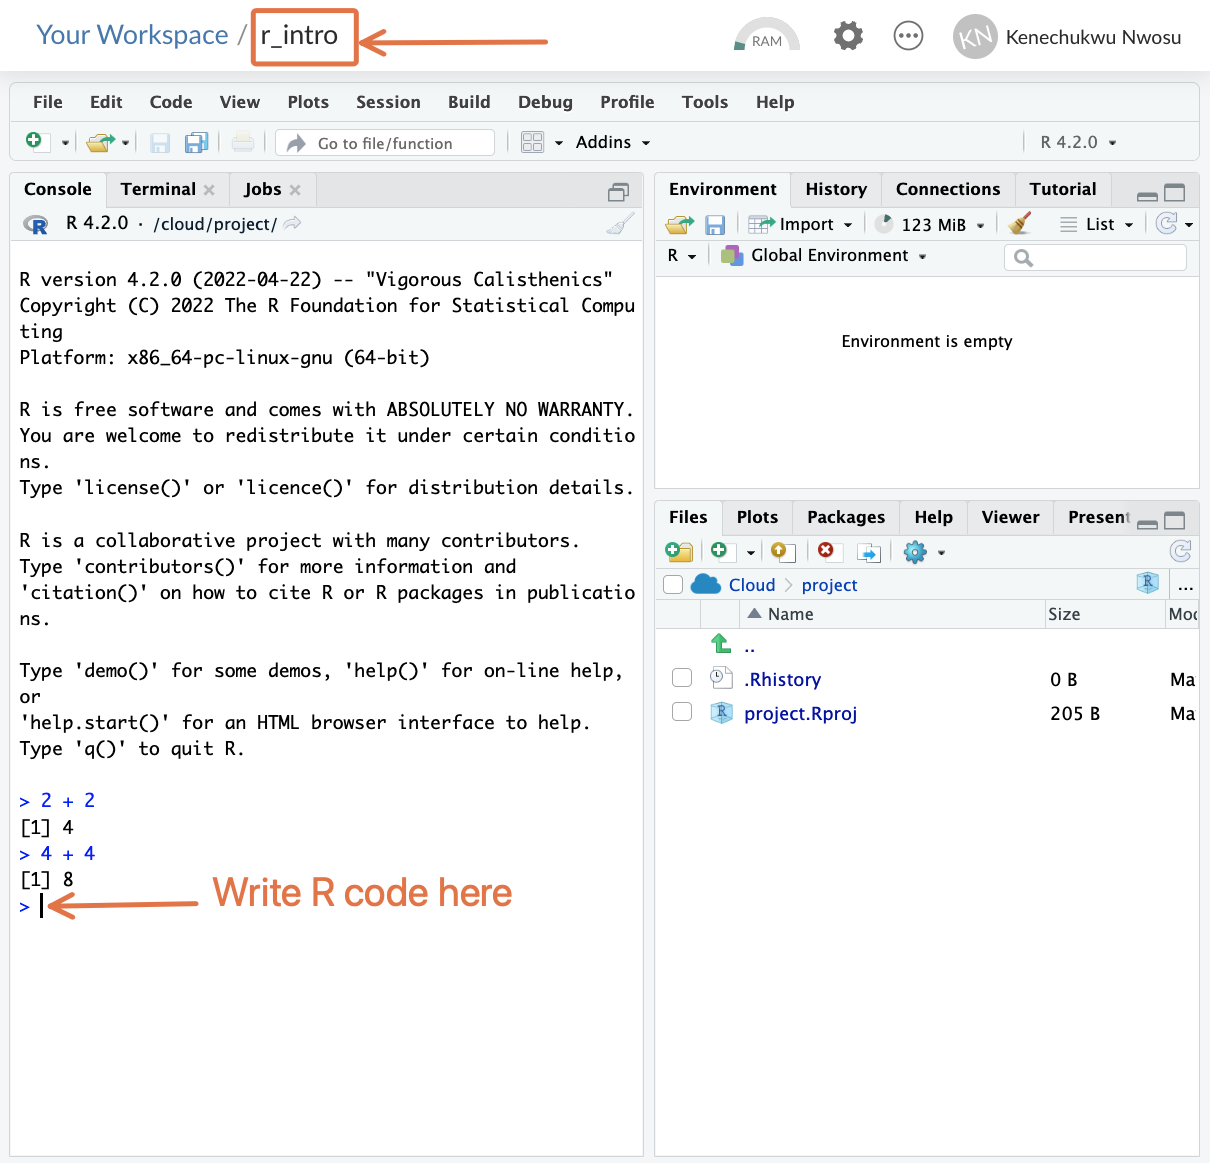 Your Workspace / r_intro
RAM
KN
Kenechukwu Nwosu
File Edit Code View Plots Session Build Debug Profile Tools Help
Go to file/function
Addins
R 4.2.0
Console Terminal Jobs
R 4.2.0 · /cloud/project/
R version 4.2.0 (2022-04-22) -- "Vigorous Calisthenics"
Copyright (C) 2022 The R Foundation for Statistical Compu
ting
Platform: x86_64-pc-linux-gnu (64-bit)
R is free software and comes with ABSOLUTELY NO WARRANTY.
You are welcome to redistribute it under certain conditio
ns.
Type 'license()' or 'licence()' for distribution details.
R is a collaborative project with many contributors.
Type 'contributors()' for more information and
'citation()' on how to cite R or R packages in publicatio
ns.
Type 'demo()' for some demos, 'help()' for on-line help,
or
'help.start()' for an HTML browser interface to help.
Type 'q()' to quit R.
> 2 + 2
[1] 4
> 4 + 4
[1] 8
>
Write R code here
Environment History Connections Tutorial
Import 123 MiB List
R Global Environment
Environment is empty
Files Plots Packages Help Viewer Present
Cloud > project
R ...
Name Size Mo
..
.Rhistory 0 B Ma
R project.Rproj 205 B Ma